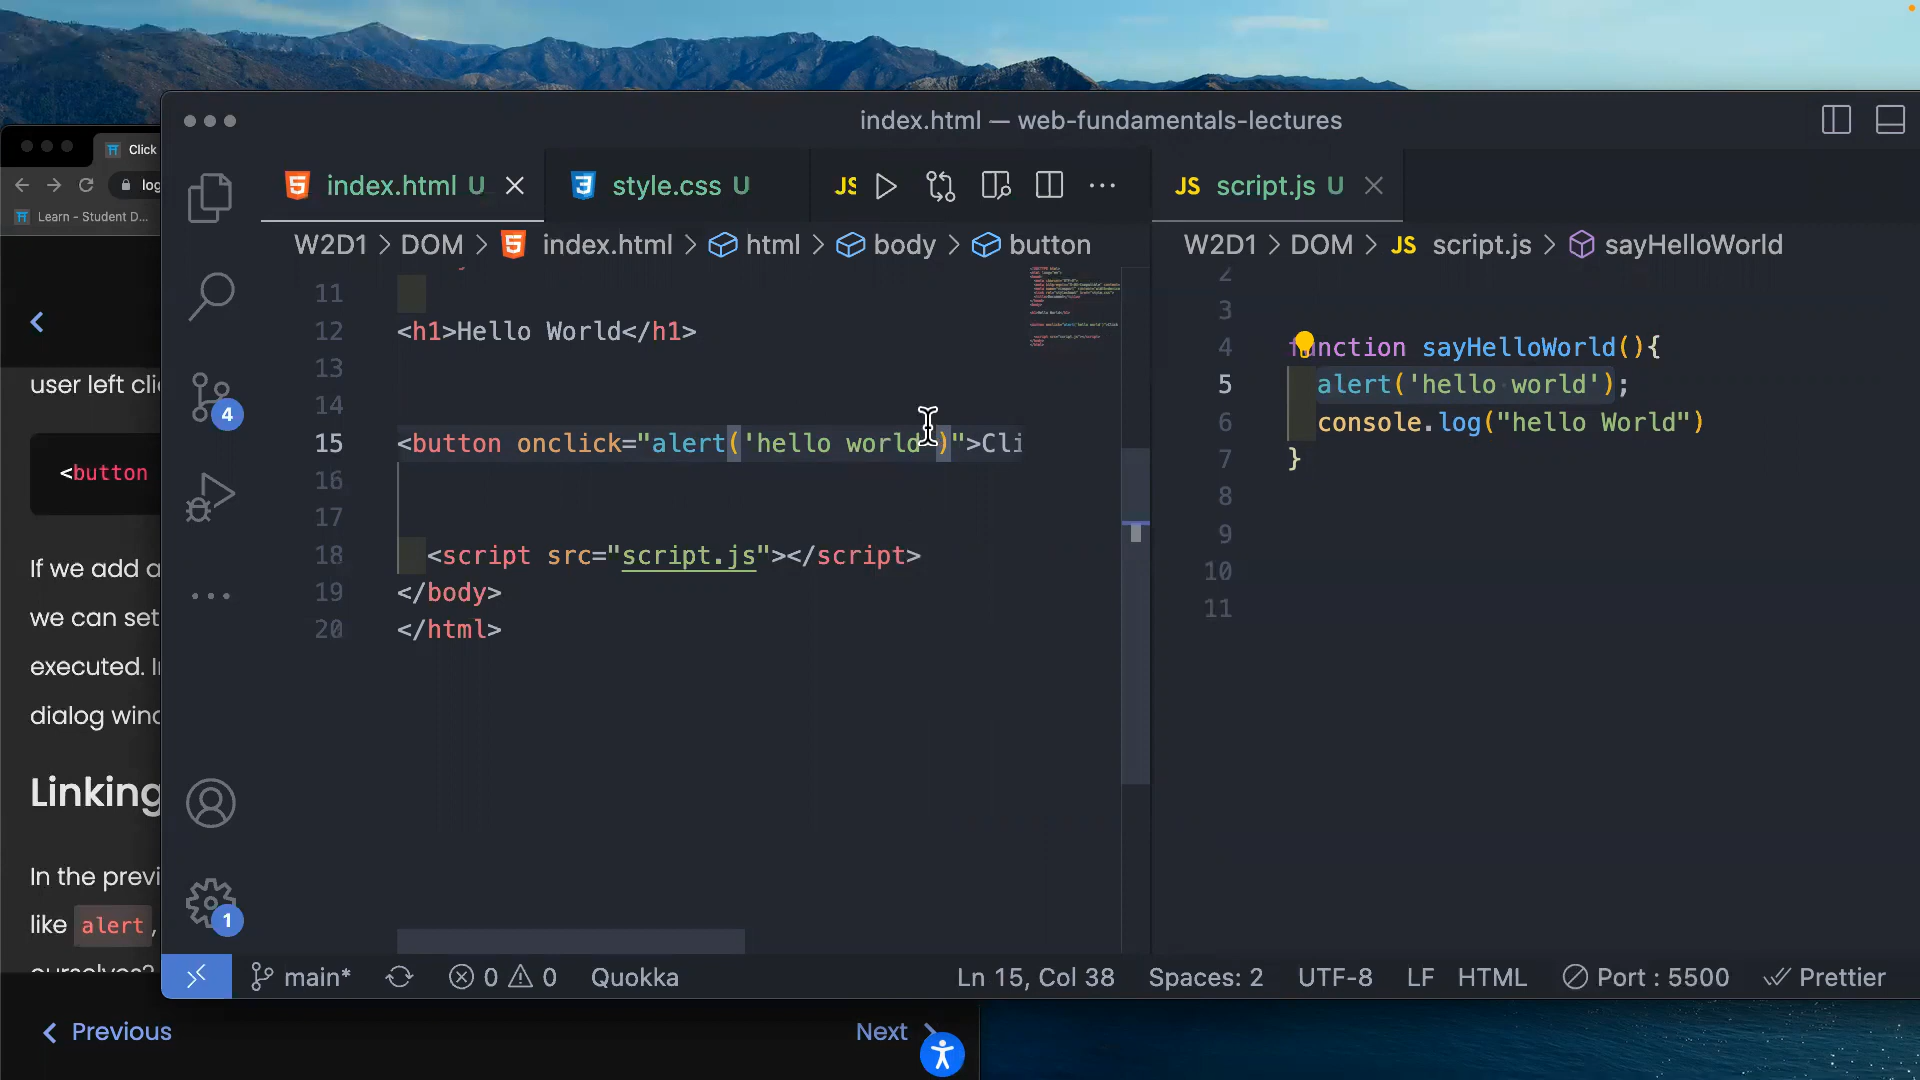 index.html — web-fundamentals-lectures
Click
log
Learn - Student D...
user left clic
<button
If we add a
we can set
executed. I
dialog wind
Linking
In the previ
like alert,
ourselves?
Previous
Next
index.html U
style.css U
JS
W2D1 > DOM > index.html > html > body > button
11
12 <h1>Hello World</h1>
13
14
15 <button onclick="alert('hello world')">Cli
16
17
18 <script src="script.js"></script>
19 </body>
20 </html>
JS script.js U
W2D1 > DOM > JS script.js > sayHelloWorld
2
3
4 function sayHelloWorld(){
5 alert('hello world');
6 console.log("hello World")
7 }
8
9
10
11
4
1
main* 0 0 Quokka Ln 15, Col 38 Spaces: 2 UTF-8 LF HTML Port : 5500 Prettier